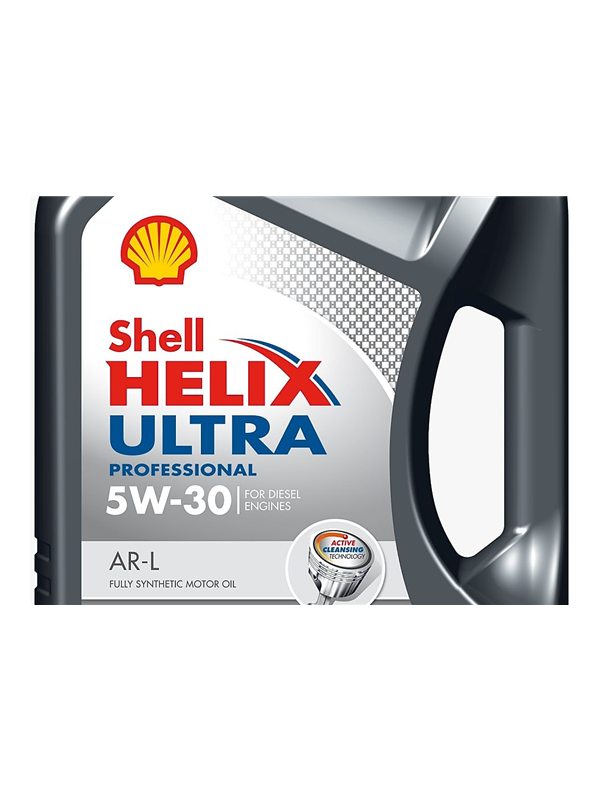 Shell
HELIX
ULTRA
PROFESSIONAL
5W-30
FOR DIESEL
ENGINES
ACTIVE
CLEANSING
TECHNOLOGY
AR-L
FULLY SYNTHETIC MOTOR OIL